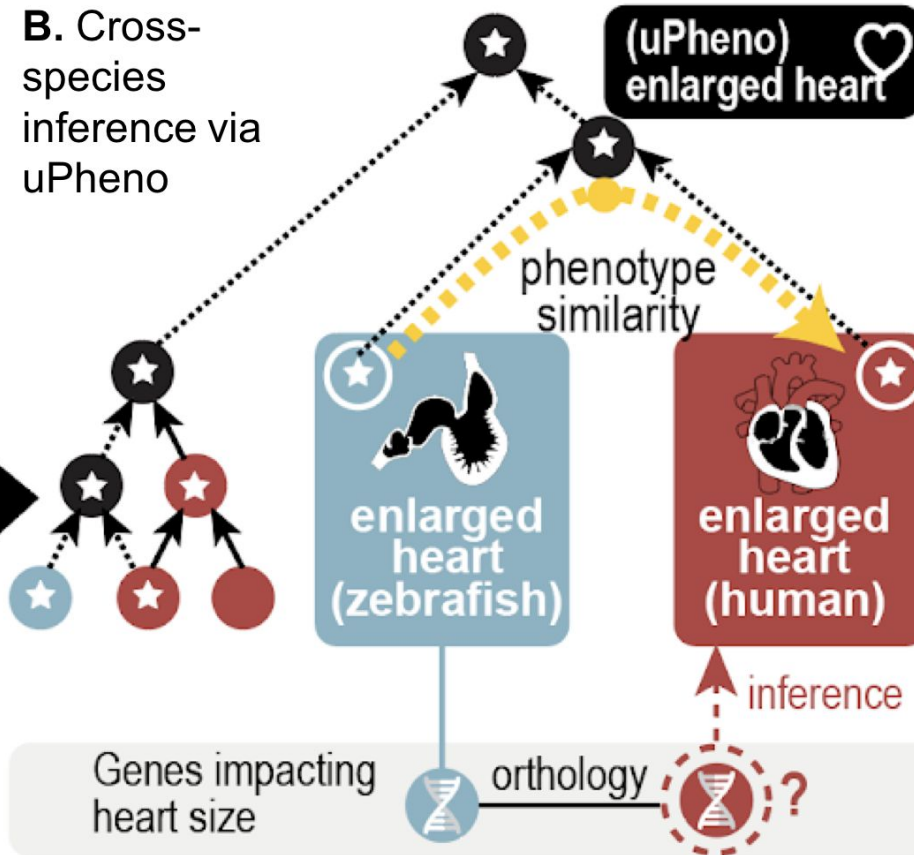 B. Cross-
species
inference via
uPheno
(uPheno)
enlarged heart
phenotype
similarity
enlarged
heart
(zebrafish)
enlarged
heart
(human)
inference
Genes impacting
heart size
orthology
?